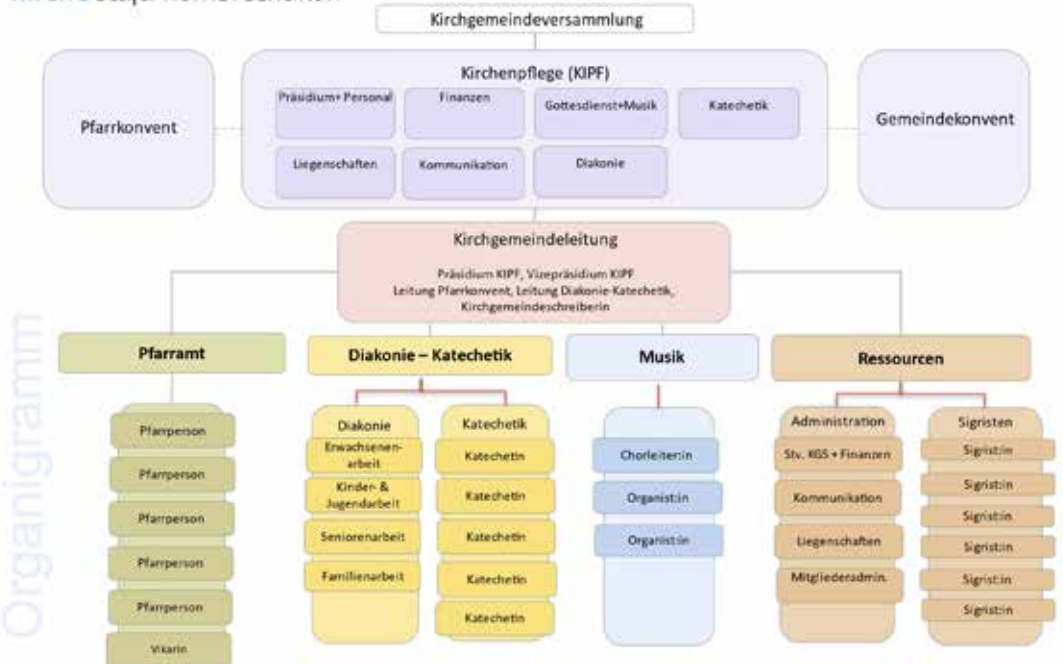 Kirchgemeindeversammlung
Kirchenpflege (KIPF)
Pfarrkonvent
Gemeindekonvent
Präsidium+ Personal
Finanzen
Gottesdienst+Musik
Katechetik
Liegenschaften
Kommunikation
Diakonie
Kirchgemeindeleitung
Präsidium KIPF, Vizepräsidium KIPF
Leitung Pfarrkonvent, Leitung Diakonie-Katechetik,
Kirchgemeindeschreiberin
Organigramm
Pfarramt
Pfarrperson
Pfarrperson
Pfarrperson
Pfarrperson
Pfarrperson
Vikarin
Diakonie – Katechetik
Diakonie
Erwachsenen-
arbeit
Kinder- &
Jugendarbeit
Seniorenarbeit
Familienarbeit
Katechetik
Katechetin
Katechetin
Katechetin
Katechetin
Katechetin
Musik
Chorleiter:in
Organist:in
Organist:in
Ressourcen
Administration
Stv. KGS + Finanzen
Kommunikation
Liegenschaften
Mitgliederadmin.
Sigristen
Sigrist:in
Sigrist:in
Sigrist:in
Sigrist:in
Sigrist:in
Sigrist:in